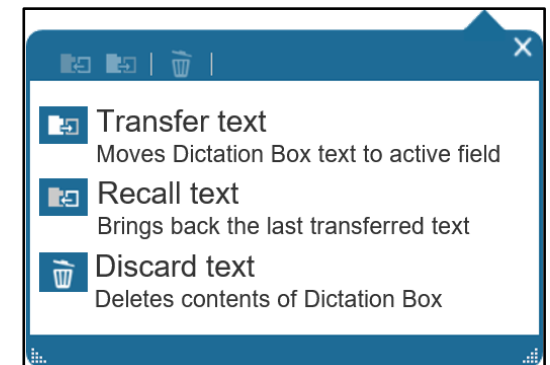 Transfer text
Moves Dictation Box text to active field
Recall text
Brings back the last transferred text
Discard text
Deletes contents of Dictation Box